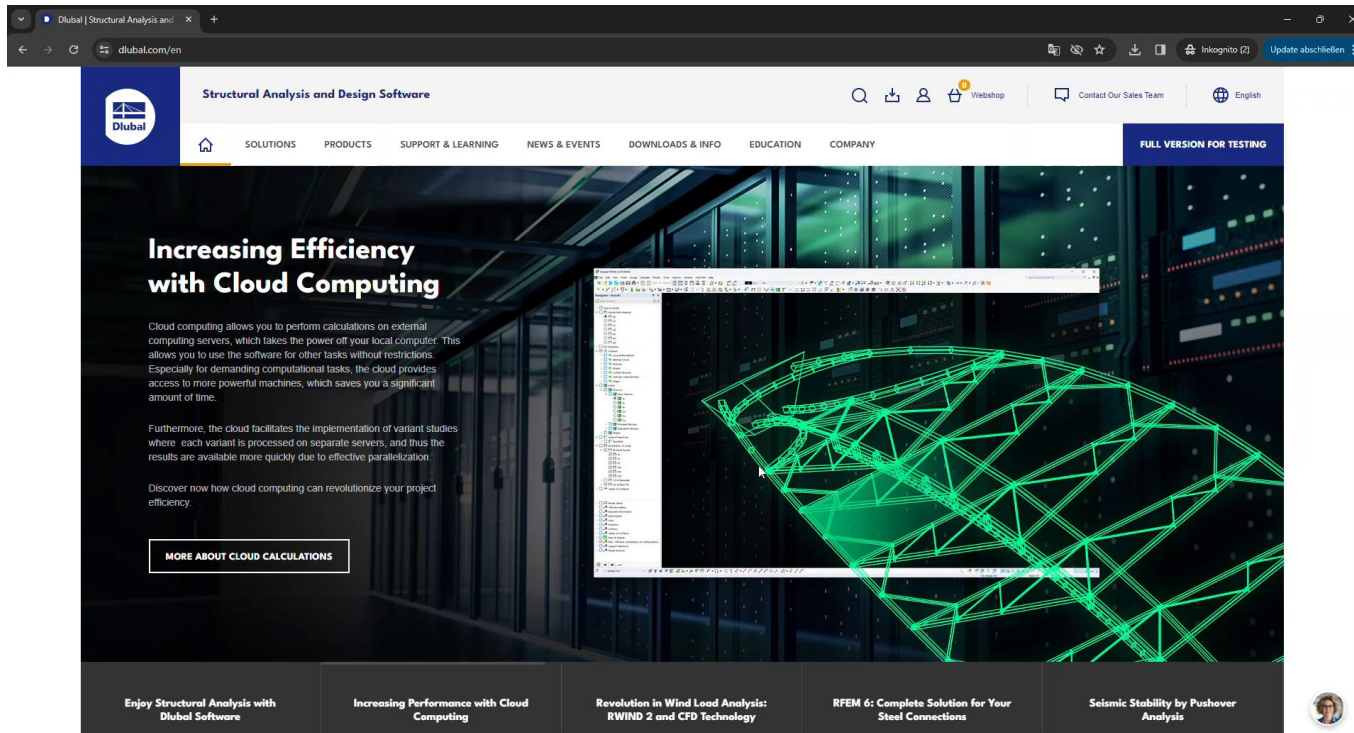 Dlubal | Structural Analysis and
dlubal.com/en
Inkognito (2)
Update abschließen
Dlubal
Structural Analysis and Design Software
0
Webshop
Contact Our Sales Team
English
SOLUTIONS
PRODUCTS
SUPPORT & LEARNING
NEWS & EVENTS
DOWNLOADS & INFO
EDUCATION
COMPANY
FULL VERSION FOR TESTING
Increasing Efficiency
with Cloud Computing
Cloud computing allows you to perform calculations on external
computing servers, which takes the power off your local computer. This
allows you to use the software for other tasks without restrictions.
Especially for demanding computational tasks, the cloud provides
access to more powerful machines, which saves you a significant
amount of time.
Furthermore, the cloud facilitates the implementation of variant studies
where each variant is processed on separate servers, and thus the
results are available more quickly due to effective parallelization.
Discover now how cloud computing can revolutionize your project
efficiency.
MORE ABOUT CLOUD CALCULATIONS
Enjoy Structural Analysis with
Dlubal Software
Increasing Performance with Cloud
Computing
Revolution in Wind Load Analysis:
RWIND 2 and CFD Technology
RFEM 6: Complete Solution for Your
Steel Connections
Seismic Stability by Pushover
Analysis